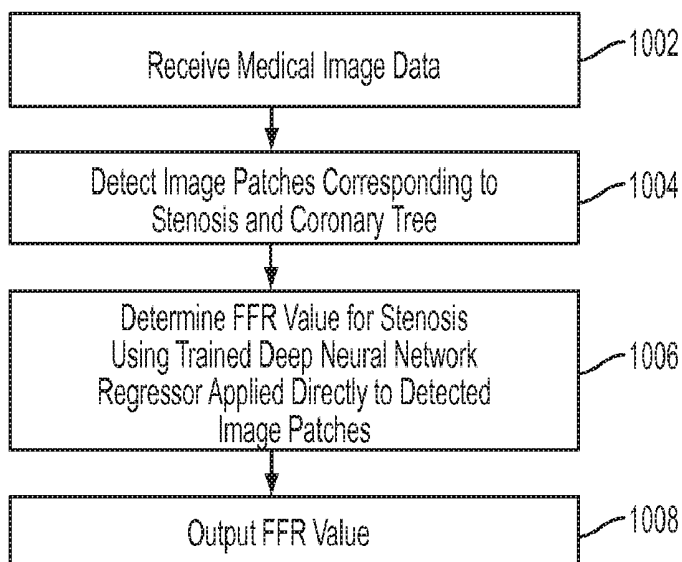 Receive Medical Image Data
1002
Detect Image Patches Corresponding to
Stenosis and Coronary Tree
1004
Determine FFR Value for Stenosis
Using Trained Deep Neural Network
Regressor Applied Directly to Detected
Image Patches
1006
Output FFR Value
1008